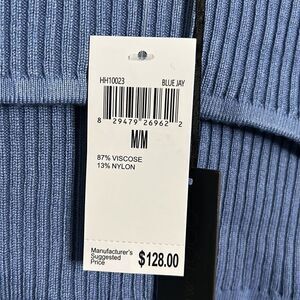 HH10023 BLUE JAY
8 29479 26962 2
M/M
87% VISCOSE
13% NYLON
Manufacturer's
Suggested
Price
$128.00